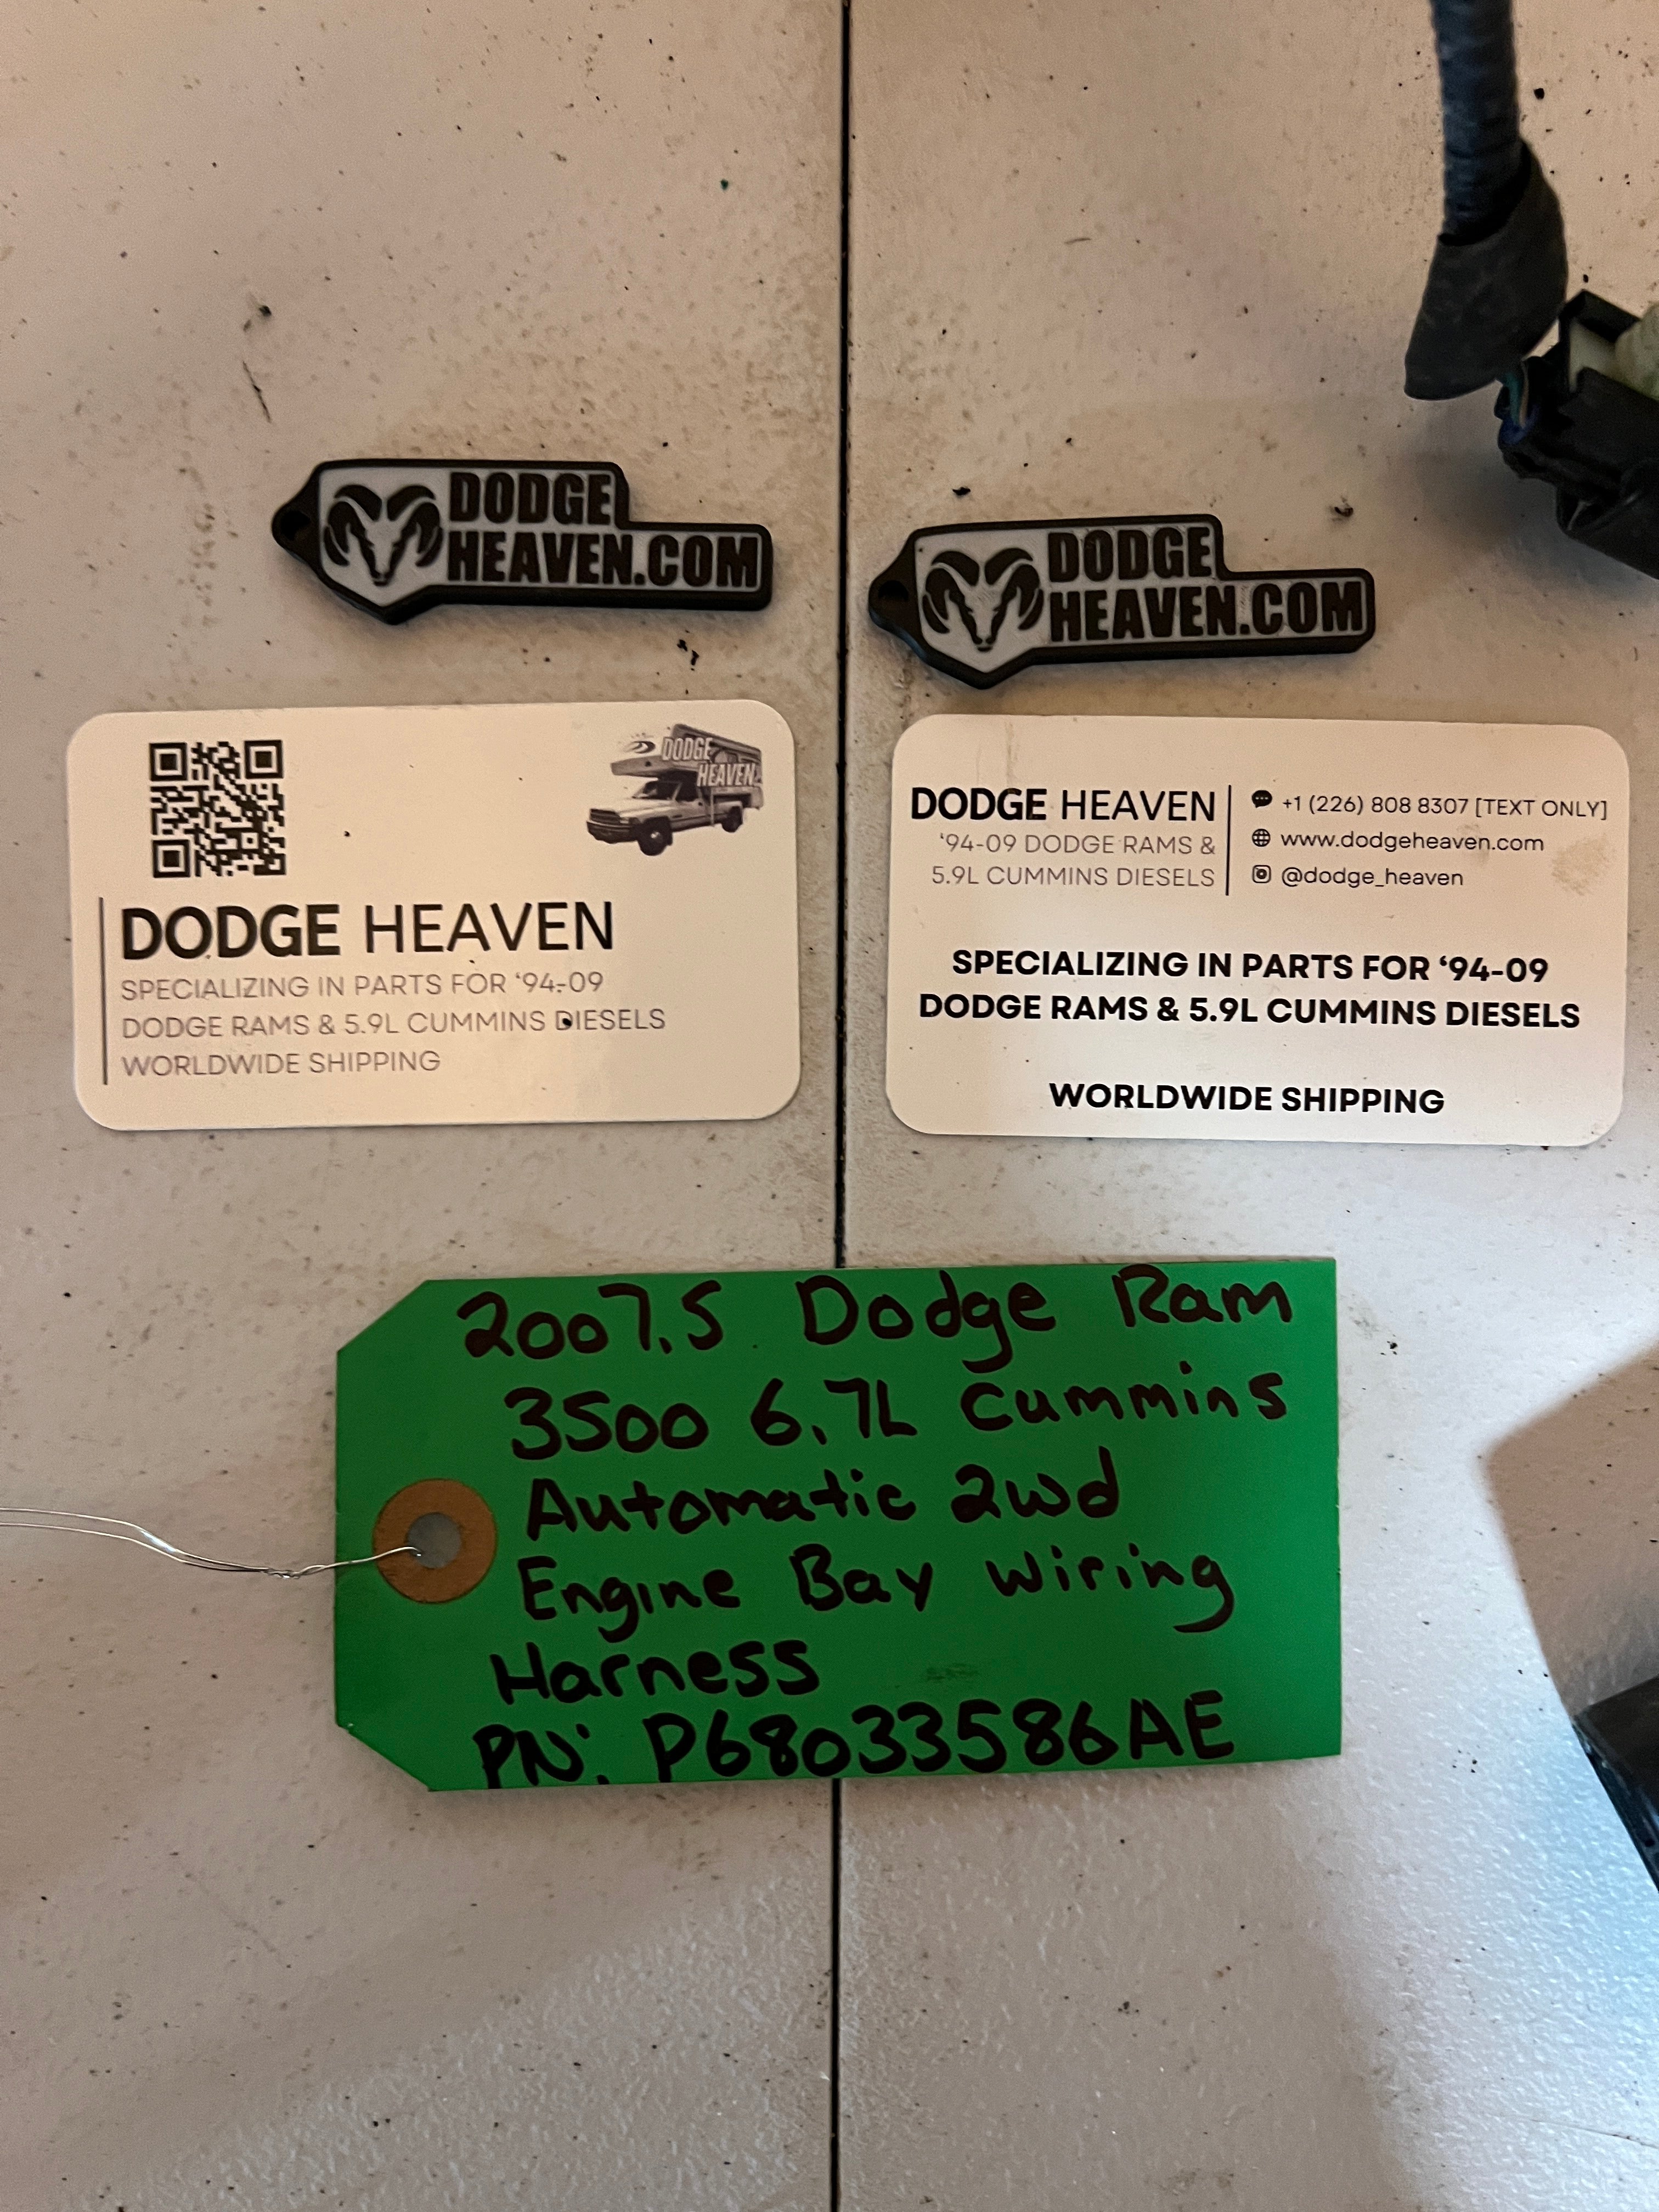 DODGE
HEAVEN.COM
DODGE
HEAVEN.COM
DODGE
HEAVEN
DODGE HEAVEN
SPECIALIZING IN PARTS FOR ‘94-09
DODGE RAMS & 5.9L CUMMINS DIESELS
WORLDWIDE SHIPPING
DODGE HEAVEN
‘94-09 DODGE RAMS &
5.9L CUMMINS DIESELS
+1 (226) 808 8307 [TEXT ONLY]
www.dodgeheaven.com
@dodge_heaven
SPECIALIZING IN PARTS FOR ‘94-09
DODGE RAMS & 5.9L CUMMINS DIESELS
WORLDWIDE SHIPPING
2007.5 Dodge Ram
3500 6.7L Cummins
Automatic 2wd
Engine Bay Wiring
Harness
PN: P68033586AE